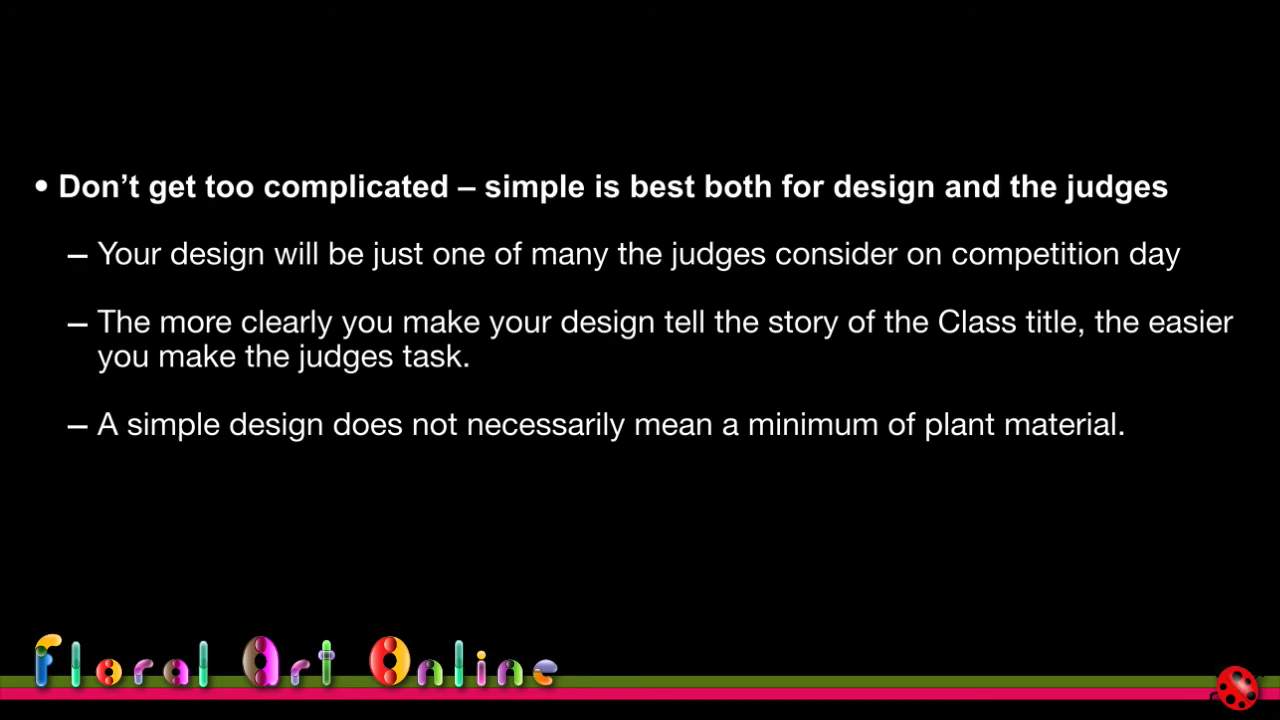 • Don’t get too complicated – simple is best both for design and the judges
– Your design will be just one of many the judges consider on competition day
– The more clearly you make your design tell the story of the Class title, the easier
you make the judges task.
– A simple design does not necessarily mean a minimum of plant material.
Floral Art Online